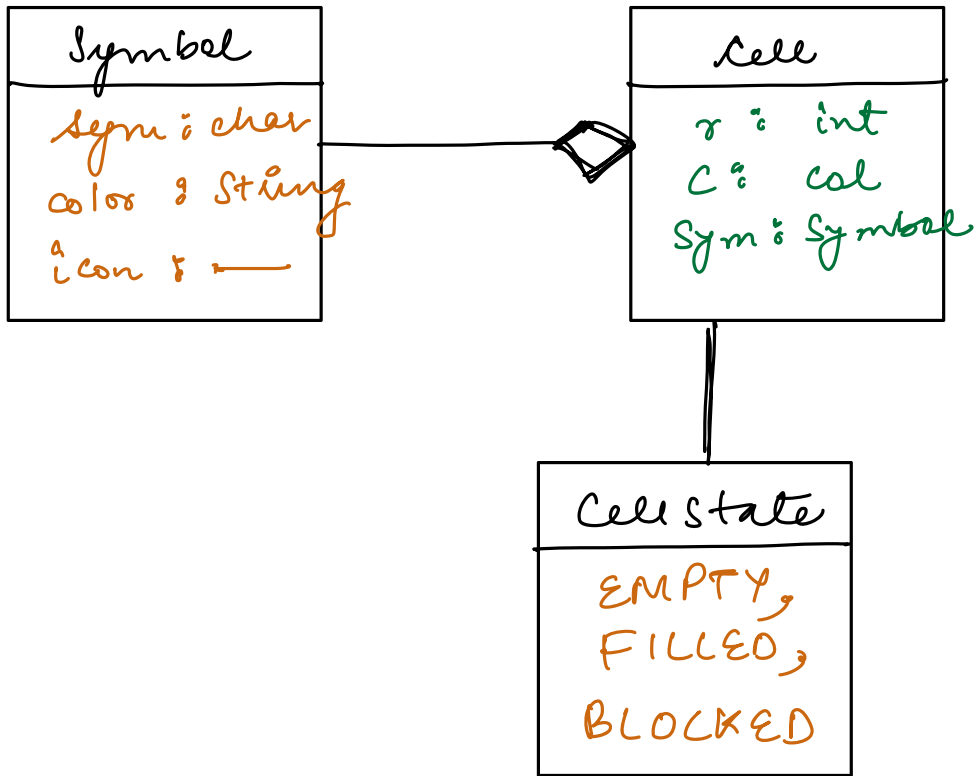 Symbol
sym : char
color : String
icon : —
Cell
r : int
c : col
Sym : Symbol
CellState
EMPTY,
FILLED,
BLOCKED